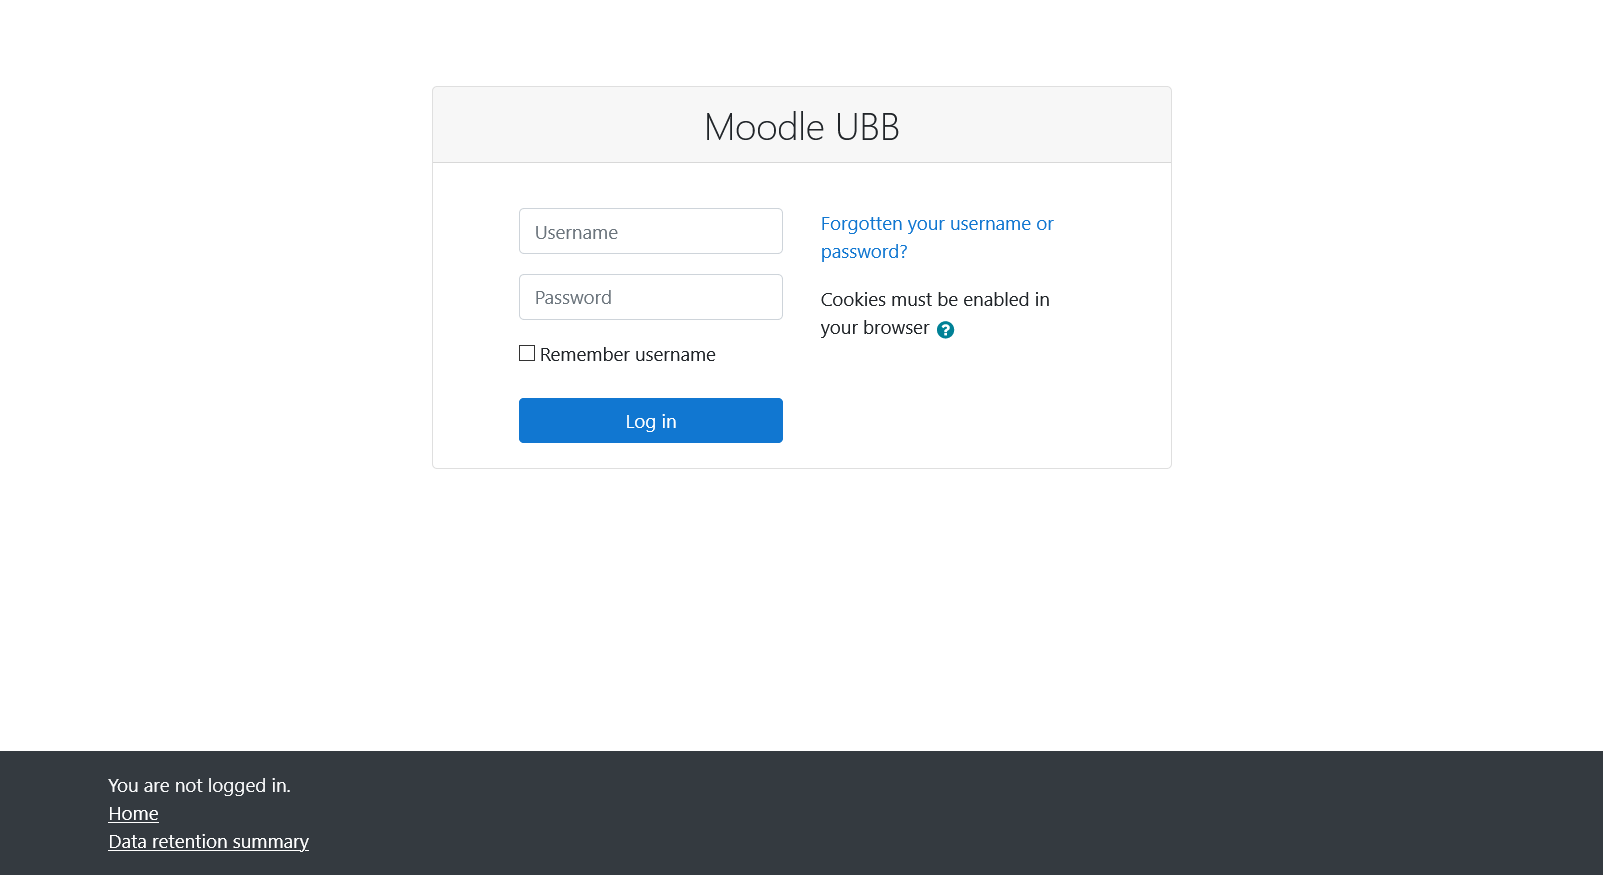 Moodle UBB
Username
Password
Remember username
Log in
Forgotten your username or
password?
Cookies must be enabled in
your browser
You are not logged in.
Home
Data retention summary